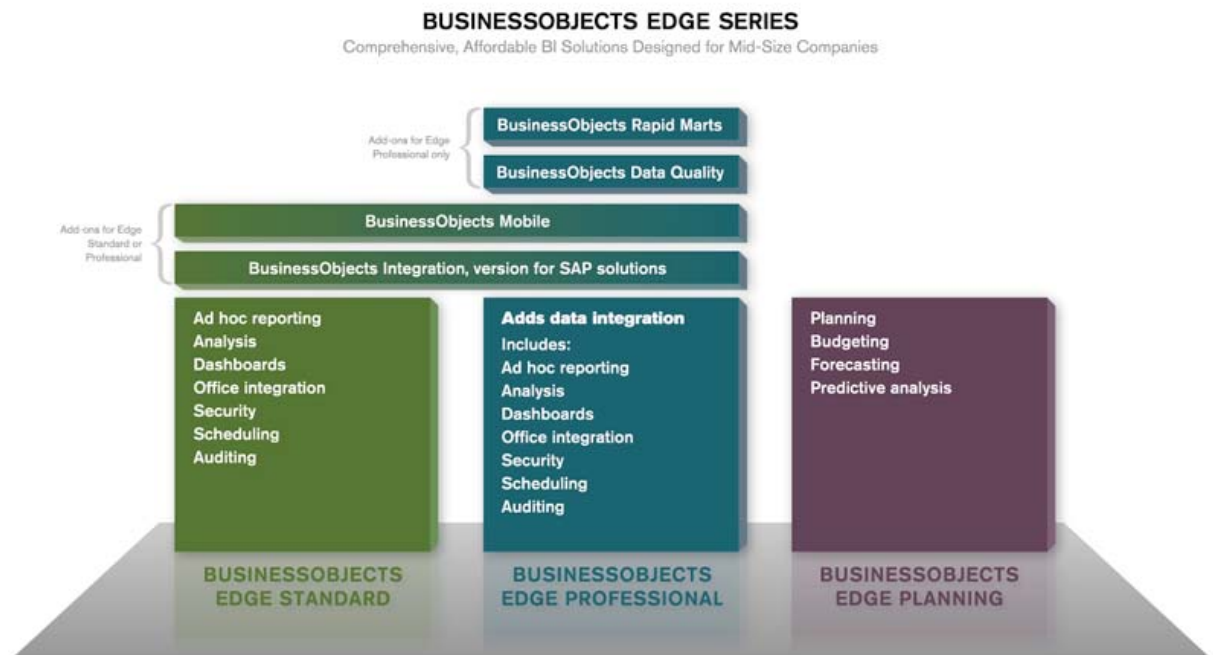 BUSINESSOBJECTS EDGE SERIES
Comprehensive, Affordable BI Solutions Designed for Mid-Size Companies
Add-ons for Edge
Professional only
BusinessObjects Rapid Marts
BusinessObjects Data Quality
Add-ons for Edge
Standard or
Professional
BusinessObjects Mobile
BusinessObjects Integration, version for SAP solutions
Ad hoc reporting
Analysis
Dashboards
Office integration
Security
Scheduling
Auditing
BUSINESSOBJECTS
EDGE STANDARD
Adds data integration
Includes:
Ad hoc reporting
Analysis
Dashboards
Office integration
Security
Scheduling
Auditing
BUSINESSOBJECTS
EDGE PROFESSIONAL
Planning
Budgeting
Forecasting
Predictive analysis
BUSINESSOBJECTS
EDGE PLANNING